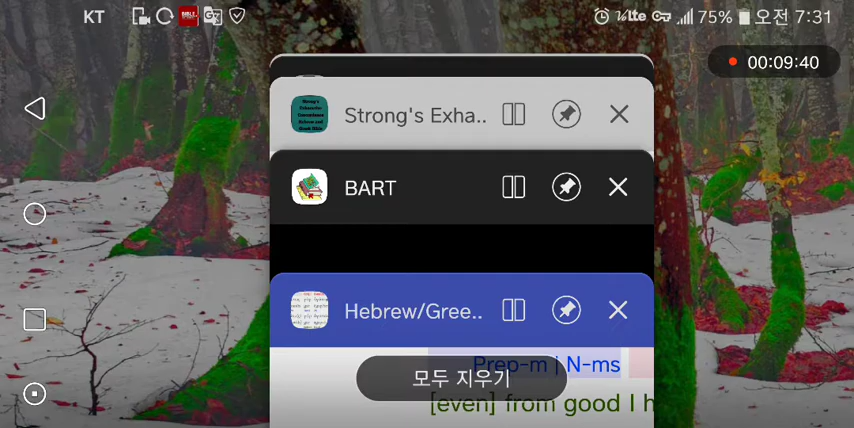 KT
75% 오전 7:31
00:09:40
Strong's Exha..
BART
Hebrew/Gree..
Prep-m | N-ms
모두 지우기
[even] from good I h